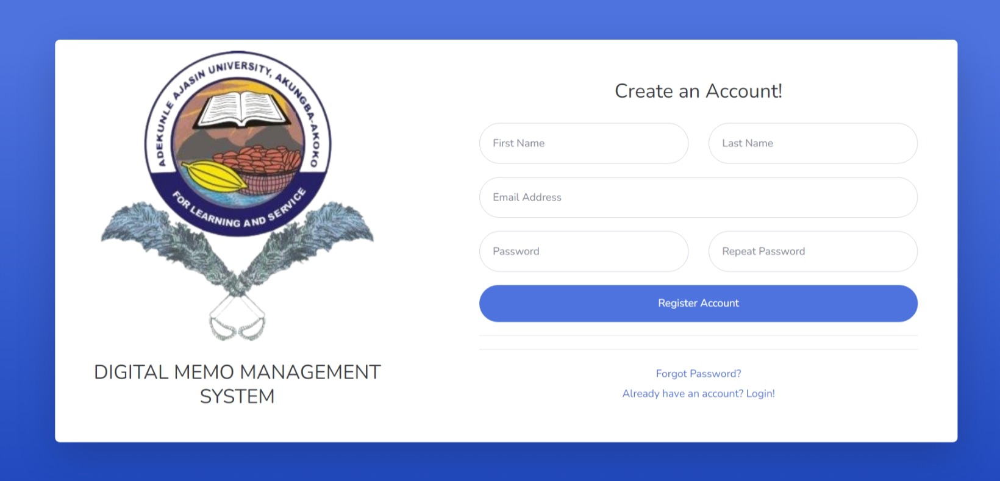 ADEKUNLE AJASIN UNIVERSITY, AKUNGBA-AKOKO
FOR LEARNING AND SERVICE
DIGITAL MEMO MANAGEMENT
SYSTEM
Create an Account!
First Name
Last Name
Email Address
Password
Repeat Password
Register Account
Forgot Password?
Already have an account? Login!